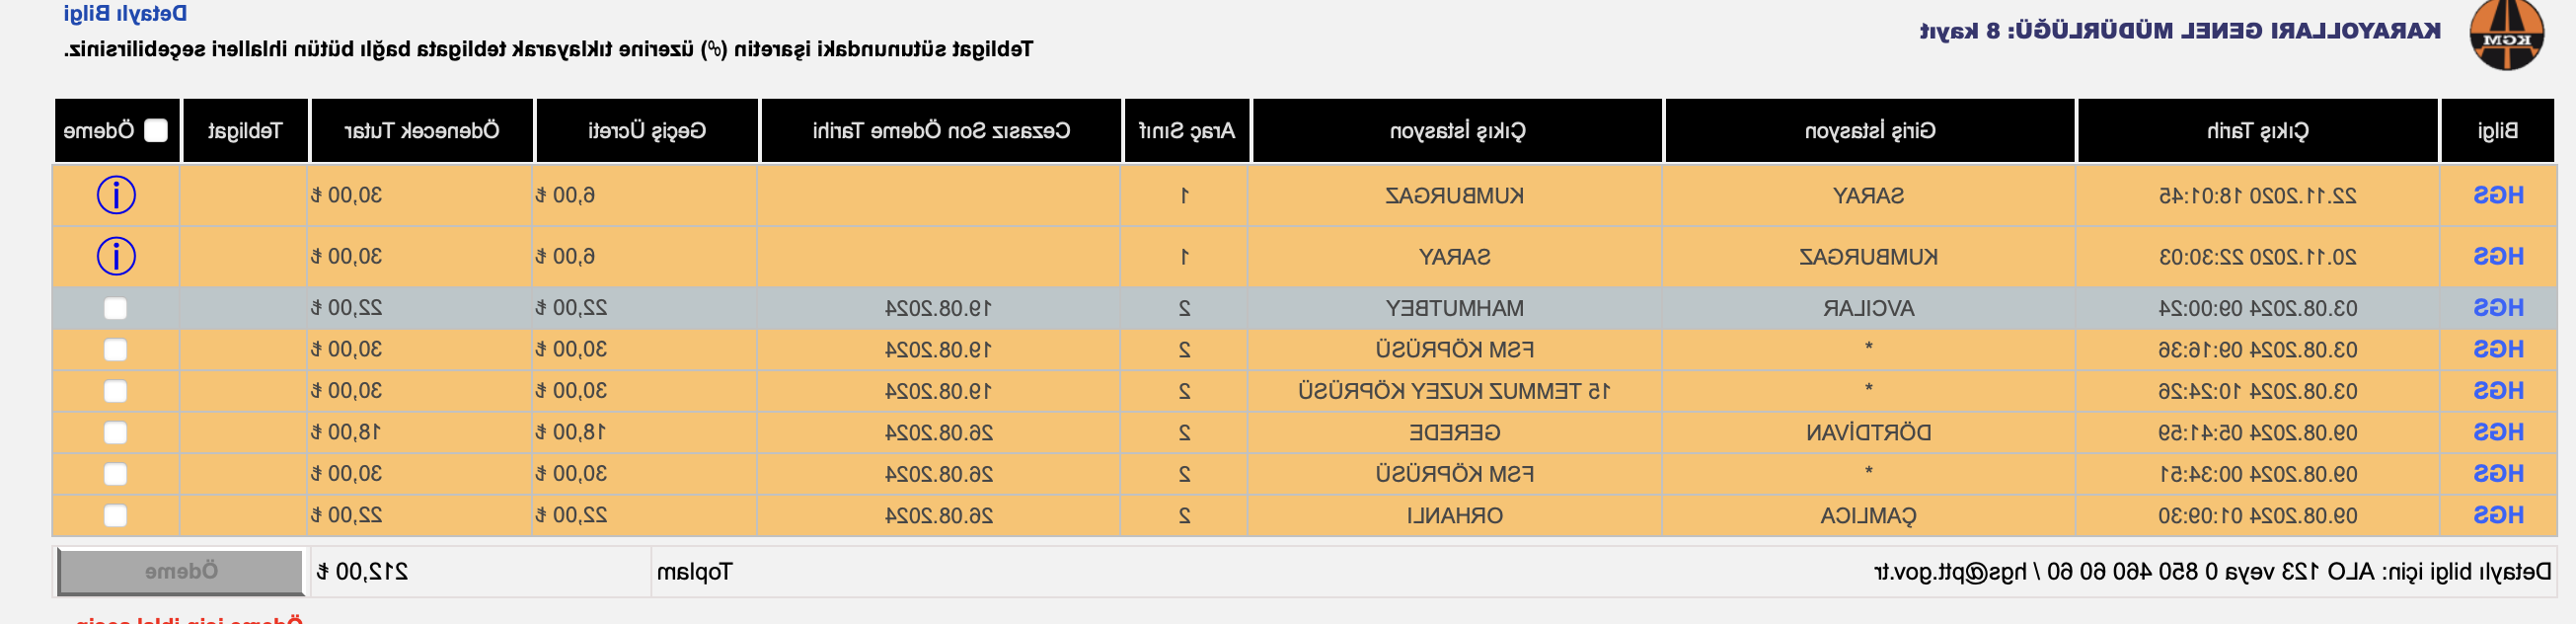 KGM
KARAYOLLARI GENEL MÜDÜRLÜĞÜ: 8 kayıt
Detaylı Bilgi
Tebligat sütunundaki işaretin (º) üzerine tıklayarak tebligata bağlı bütün ihlalleri seçebilirsiniz.
Bilgi Çıkış Tarih Giriş İstasyon Çıkış İstasyon Araç Sınıf Cezasız Son Ödeme Tarihi Geçiş Ücreti Ödenecek Tutar Tebligat Ödeme
HGS 22.11.2020 18:01:45 SARAY KUMBURGAZ 1 6,00 ₺ 30,00 ₺ i
HGS 20.11.2020 22:30:03 KUMBURGAZ SARAY 1 6,00 ₺ 30,00 ₺ i
HGS 03.08.2024 09:00:24 AVCILAR MAHMUTBEY 2 19.08.2024 22,00 ₺ 22,00 ₺
HGS 03.08.2024 09:16:36 * FSM KÖPRÜSÜ 2 19.08.2024 30,00 ₺ 30,00 ₺
HGS 03.08.2024 10:24:26 * 15 TEMMUZ KUZEY KÖPRÜSÜ 2 19.08.2024 30,00 ₺ 30,00 ₺
HGS 09.08.2024 05:41:59 DÖRTDİVAN GEREDE 2 26.08.2024 18,00 ₺ 18,00 ₺
HGS 09.08.2024 00:34:51 * FSM KÖPRÜSÜ 2 26.08.2024 30,00 ₺ 30,00 ₺
HGS 09.08.2024 01:09:30 ÇAMLICA ORHANLI 2 26.08.2024 22,00 ₺ 22,00 ₺
Detaylı bilgi için: ALO 123 veya 0 850 460 60 60 / hgs@ptt.gov.tr Toplam 212,00 ₺ Ödeme
Ödeme için ihlal seçin